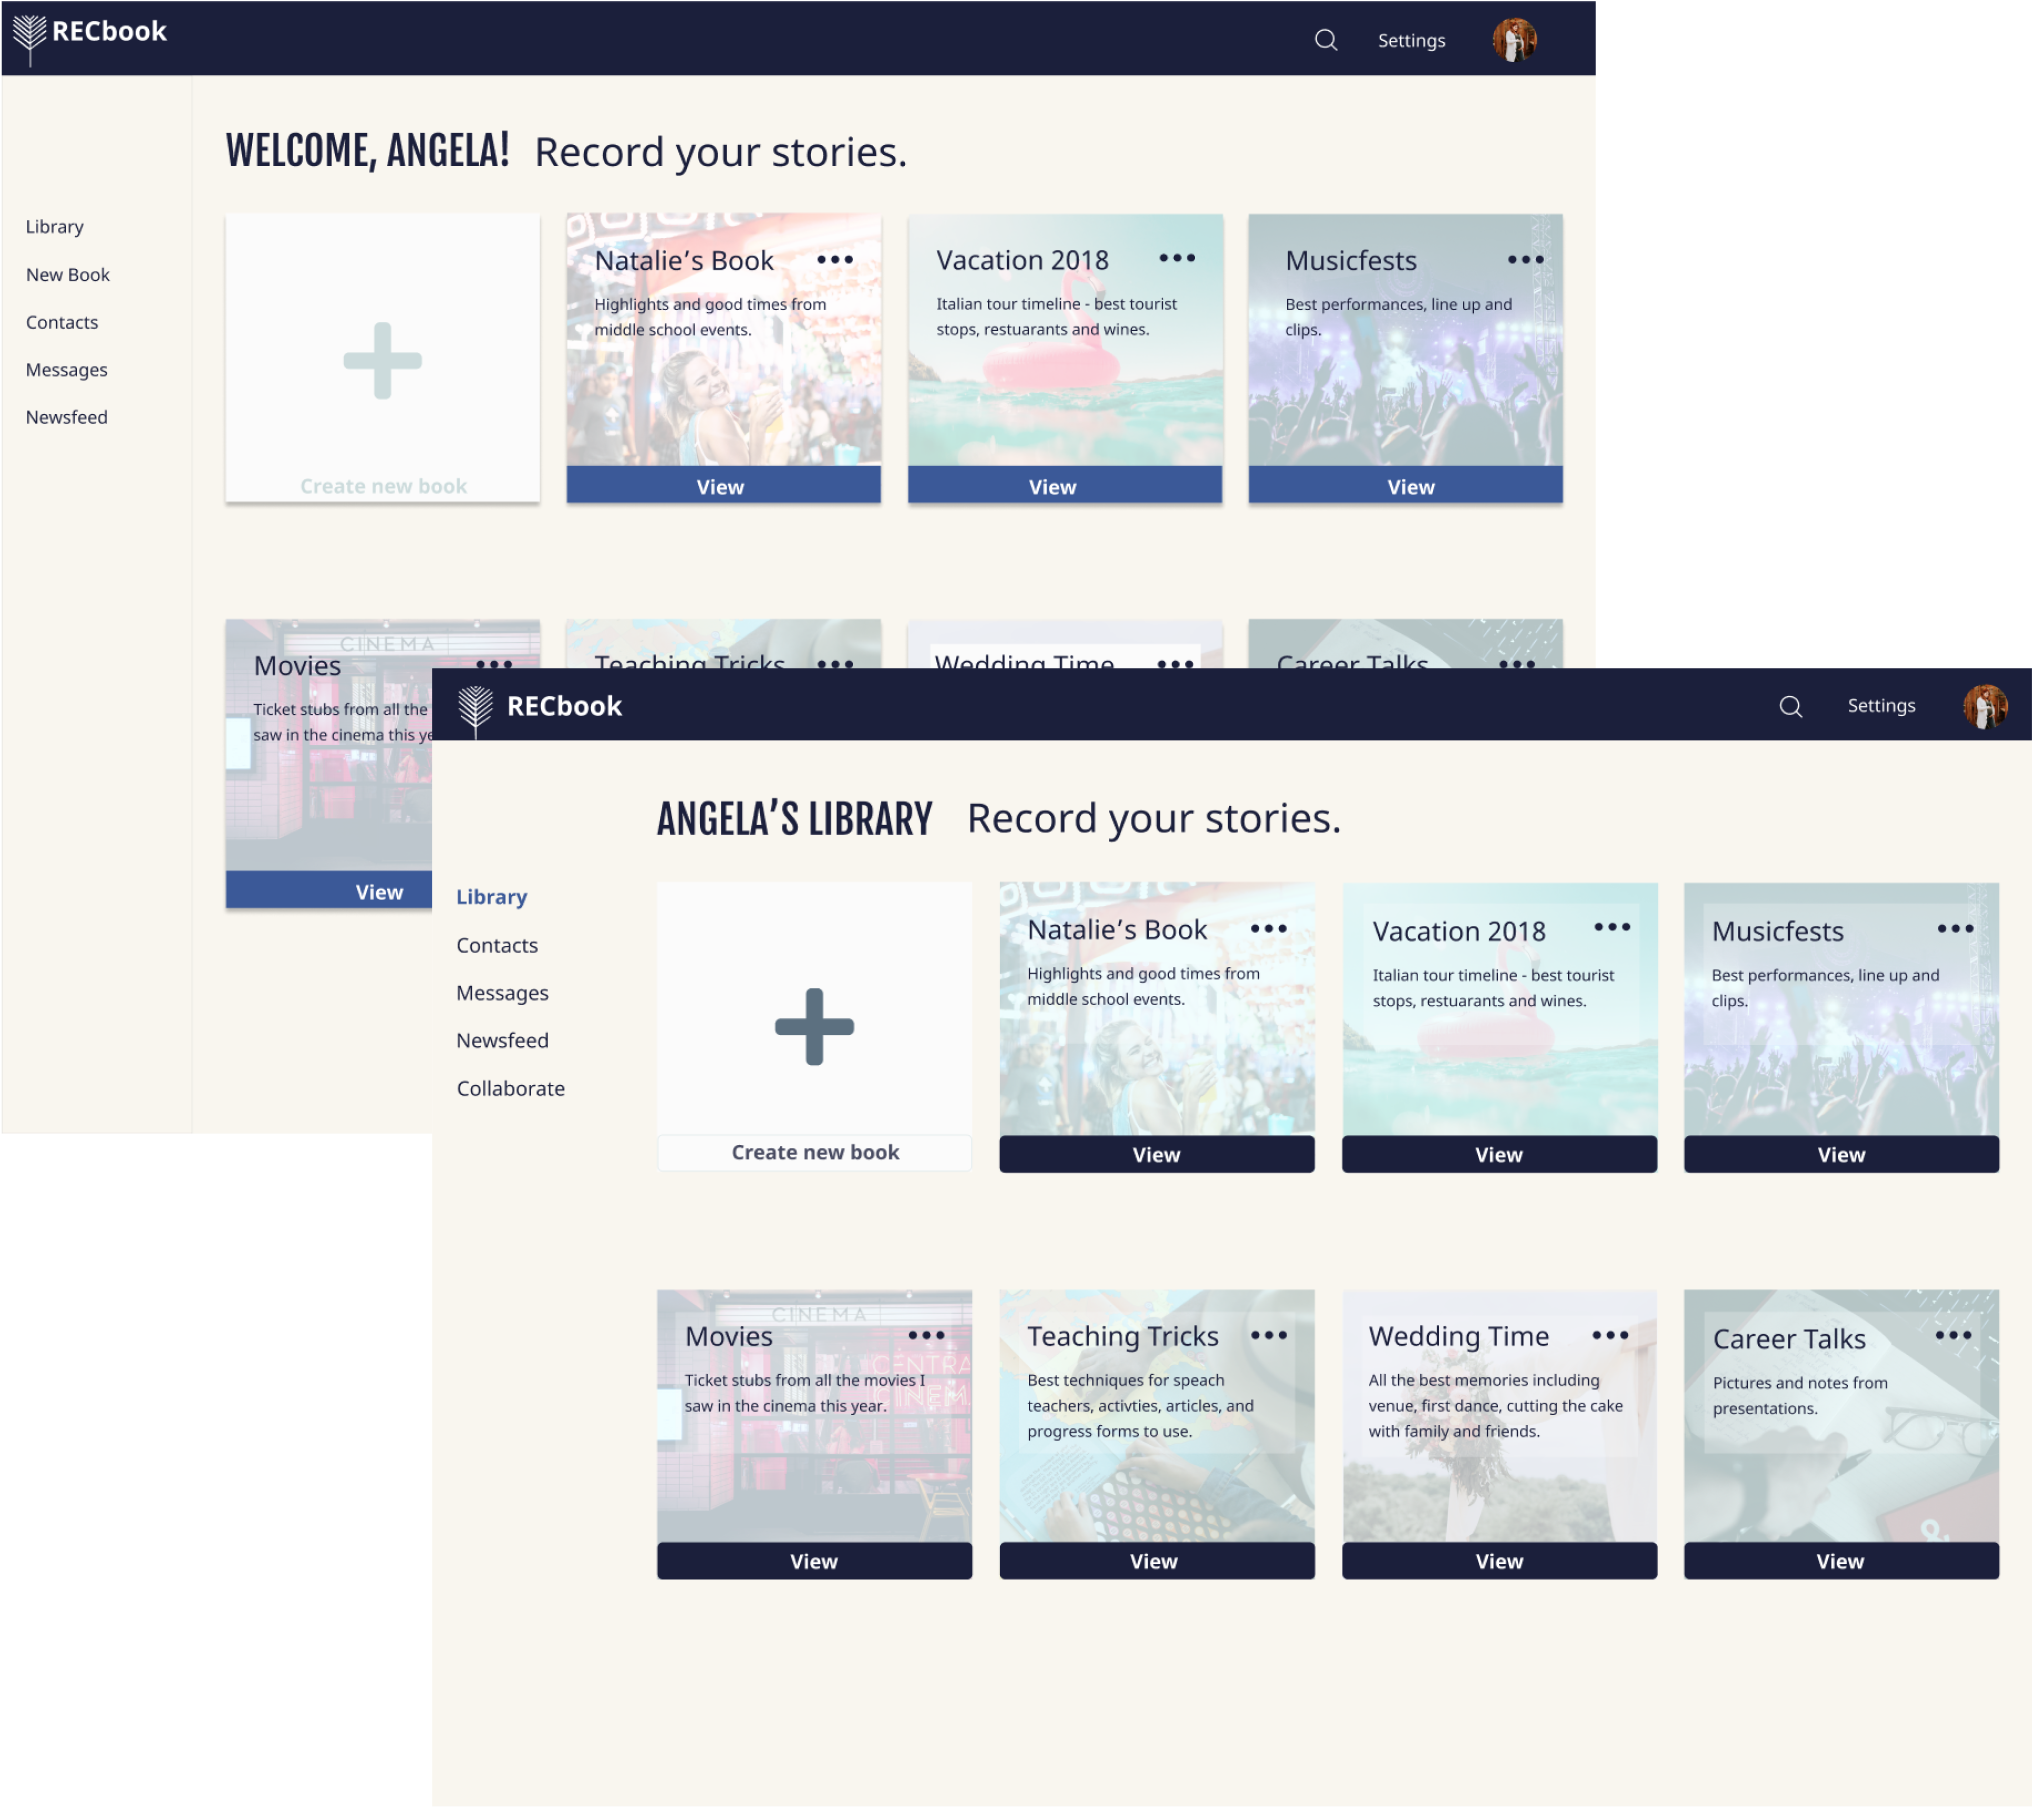 RECbook
Settings
WELCOME, ANGELA! Record your stories.
Library
New Book
Contacts
Messages
Newsfeed
Create new book
Natalie’s Book
Highlights and good times from
middle school events.
View
Vacation 2018
Italian tour timeline - best tourist
stops, restuarants and wines.
View
Musicfests
Best performances, line up and
clips.
View
CINEMA
Movies
Ticket stubs from all the
saw in the cinema this ye
View
Teaching Tricks
Wedding Time
Career Talks
RECbook
Settings
ANGELA’S LIBRARY Record your stories.
Library
Contacts
Messages
Newsfeed
Collaborate
Create new book
Natalie’s Book
Highlights and good times from
middle school events.
View
Vacation 2018
Italian tour timeline - best tourist
stops, restuarants and wines.
View
Musicfests
Best performances, line up and
clips.
View
CINEMA
Movies
CENTRA
CINEM
Ticket stubs from all the movies I
saw in the cinema this year.
View
Teaching Tricks
Best techniques for speach
teachers, activties, articles, and
progress forms to use.
View
Wedding Time
All the best memories including
venue, first dance, cutting the cake
with family and friends.
View
Career Talks
Pictures and notes from
presentations.
&
View